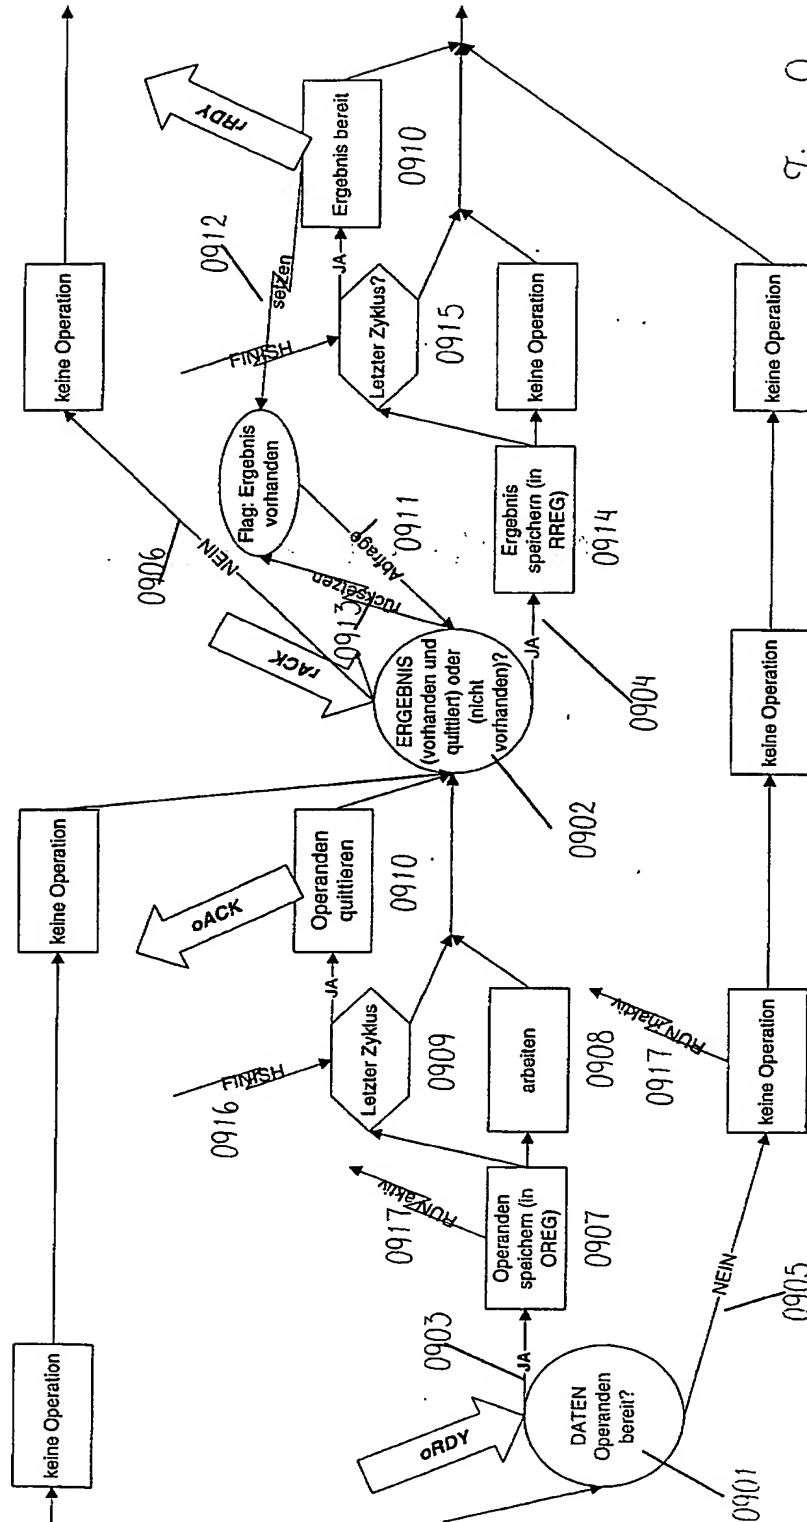 keine Operation
keine Operation
keine Operation
oRDY
DATEN
Operanden
bereit?
0901
JA
0903
NEIN
0905
Operanden
speichern (in
OREG)
0907
RUN aktiv
0917
arbeiten
0908
Letzter Zyklus
0909
FINISH
0916
JA
Operanden
quittieren
0910
oACK
keine Operation
RUN inaktiv
0917
keine Operation
keine Operation
keine Operation
rACK
ERGEBNIS
(vorhanden und
quittiert) oder
(nicht
vorhanden)?
0902
NEIN
0906
JA
0904
rücksetzen
0913
Abfrage
0911
Flag: Ergebnis
vorhanden
setzen
0912
Ergebnis
speichern (in
RREG)
0914
keine Operation
FINISH
Letzter Zyklus?
0915
JA
Ergebnis bereit
0910
rRDY